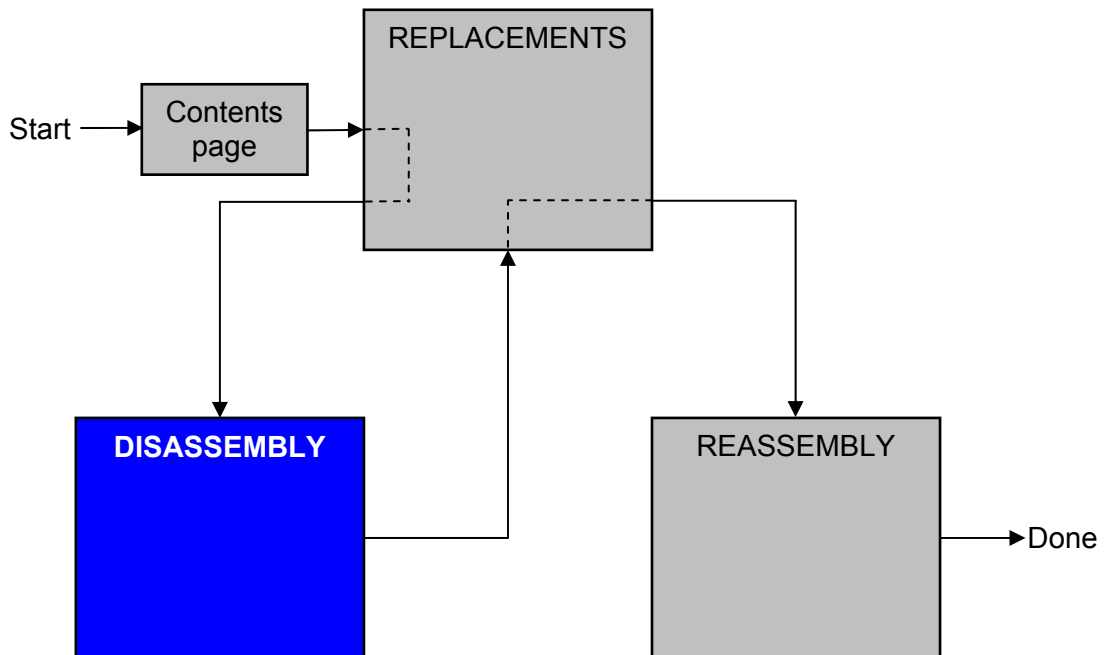 REPLACEMENTS
Start
Contents
page
DISASSEMBLY
REASSEMBLY
Done